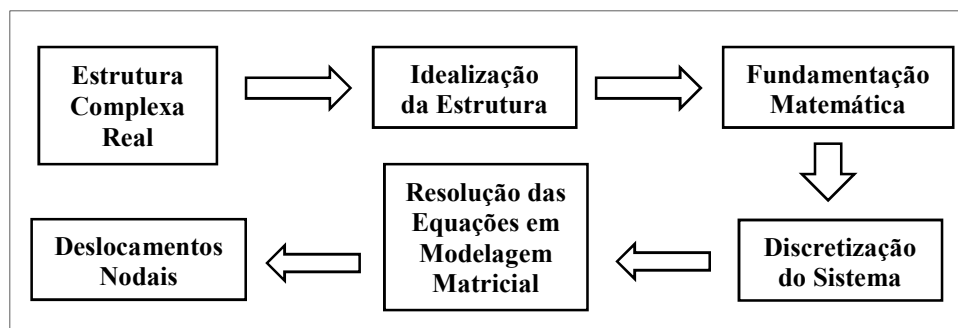 Estrutura
Complexa
Real
Idealização
da Estrutura
Fundamentação
Matemática
Discretização
do Sistema
Resolução das
Equações em
Modelagem
Matricial
Deslocamentos
Nodais